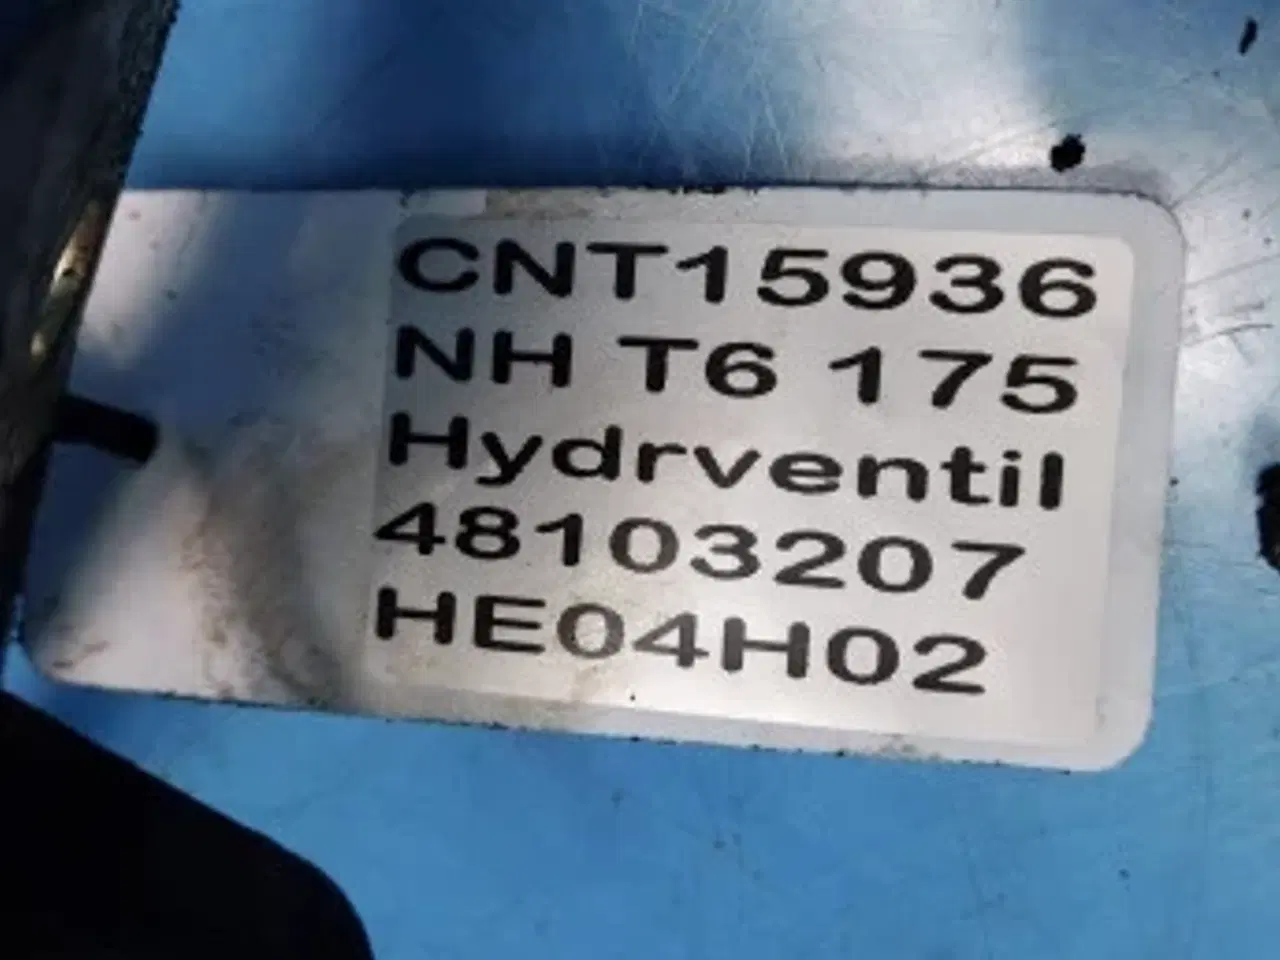 CNT15936
NH T6 175
Hydrventil
48103207
HE04H02